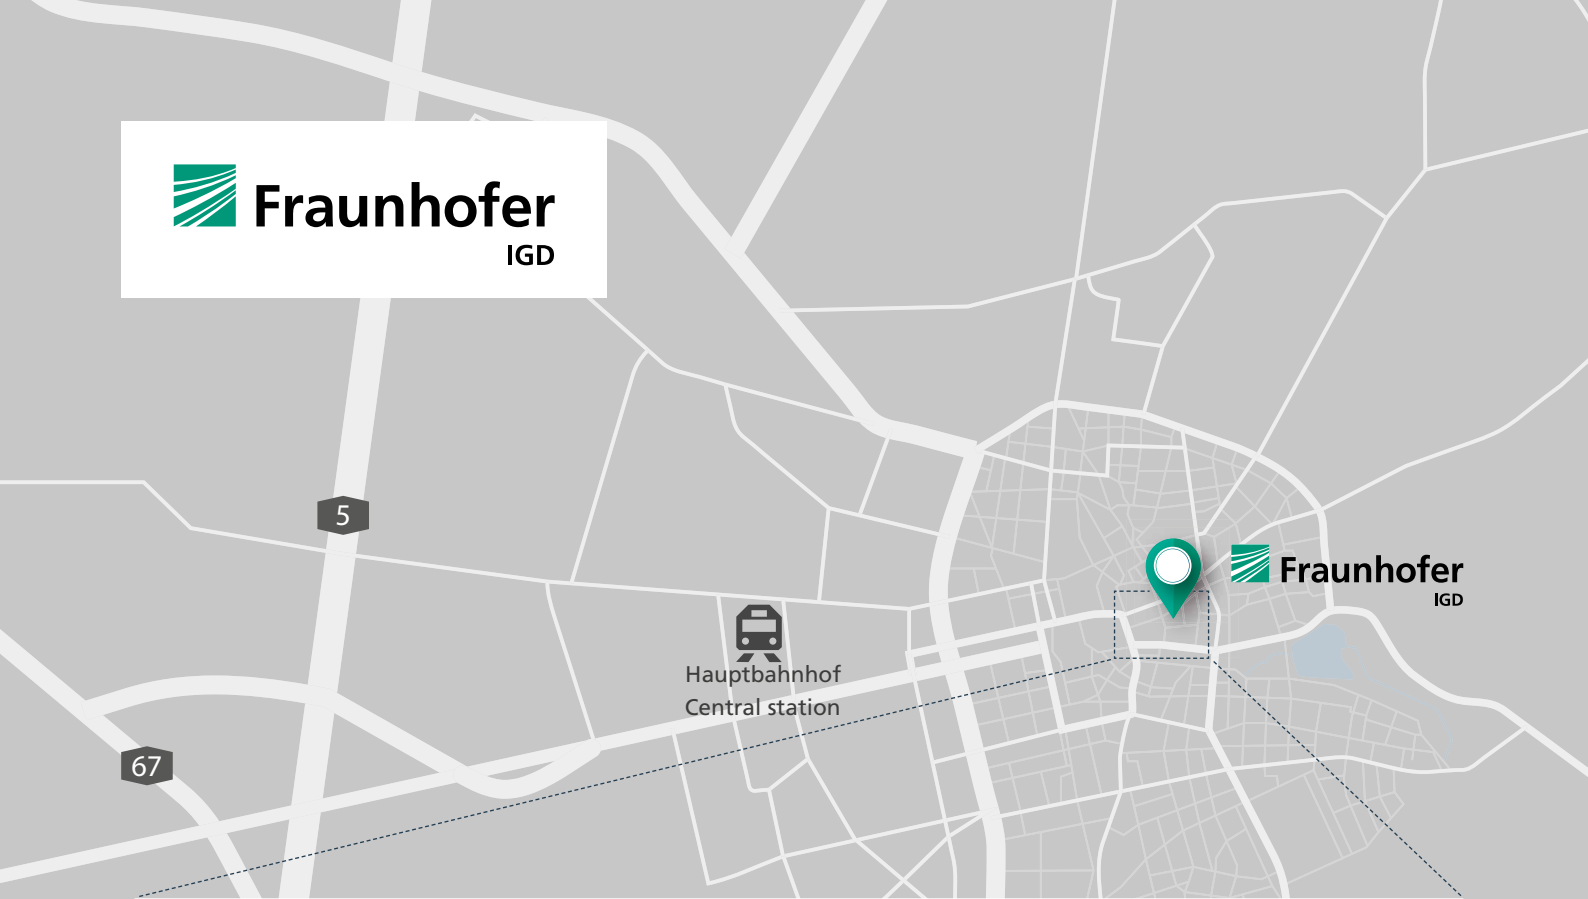 Fraunhofer
IGD
5
Fraunhofer
IGD
Hauptbahnhof
Central station
67